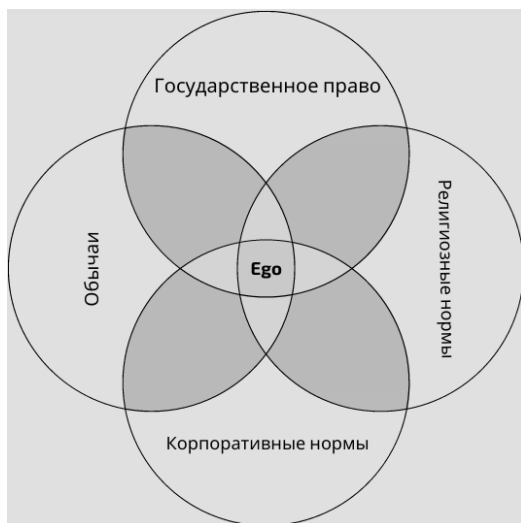 Государственное право
Обычаи
Ego
Религиозные нормы
Корпоративные нормы